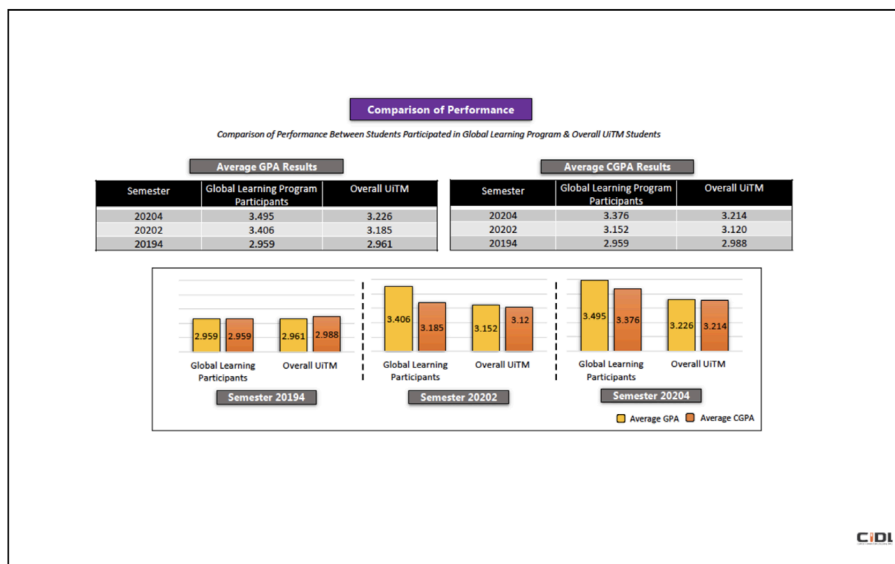 Comparison of Performance
Comparison of Performance Between Students Participated in Global Learning Program & Overall UiTM Students
Average GPA Results
Semester Global Learning Program Participants Overall UiTM
20204 3.495 3.226
20202 3.406 3.185
20194 2.959 2.961
Average CGPA Results
Semester Global Learning Program Participants Overall UiTM
20204 3.376 3.214
20202 3.152 3.120
20194 2.959 2.988
2.959 2.959 2.961 2.988
Global Learning Participants Overall UiTM
Semester 20194
3.406 3.185 3.152 3.12
Global Learning Participants Overall UiTM
Semester 20202
3.495 3.376 3.226 3.214
Global Learning Participants Overall UiTM
Semester 20204
Average GPA Average CGPA